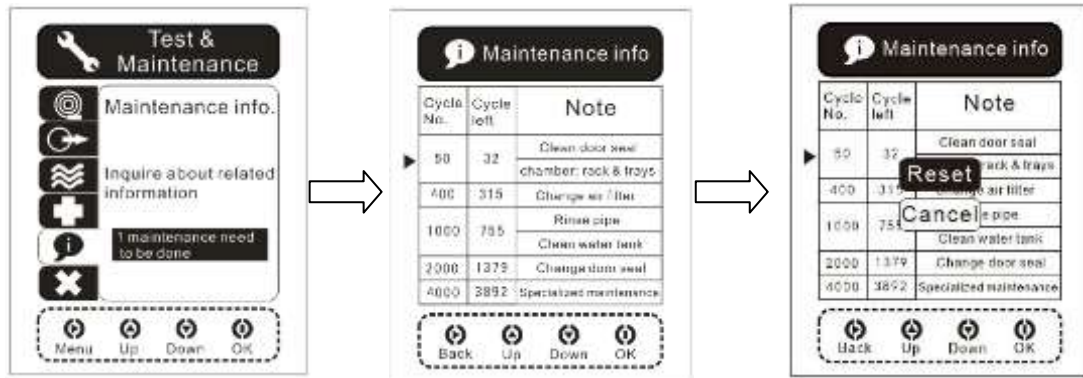 Test &
Maintenance
Maintenance info.
Inquire about related
information
1 maintenance need
to be done
Menu Up Down OK
Maintenance info
Cycle No. Cycle left Note
50 32 Clean door seal
chamber: rack & trays
400 315 Change air filter
1000 755 Rinse pipe
Clean water tank
2000 1379 Change door seal
4000 3892 Specialized maintenance
Back Up Down OK
Maintenance info
Cycle No. Cycle left Note
50 32 Clean door seal
rack & trays
Reset
400 315 air filter
Cancel
1000 pipe
Clean water tank
2000 1379 Change door seal
4000 3892 Specialized maintenance
Back Up Down OK